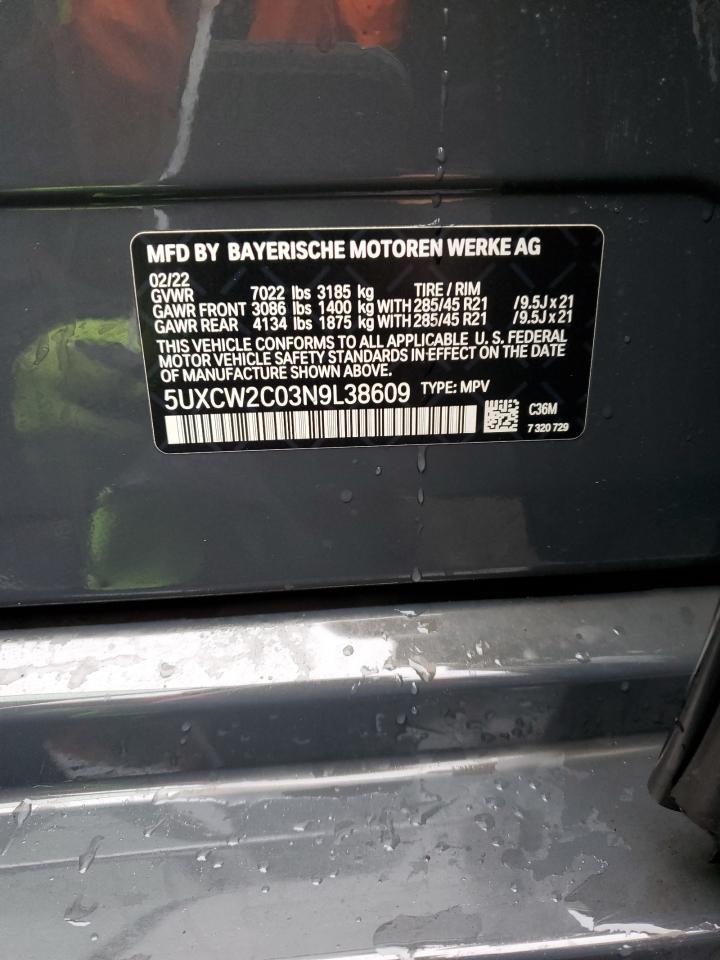 MFD BY BAYERISCHE MOTOREN WERKE AG
02/22
GVWR 7022 lbs 3185 kg TIRE / RIM
GAWR FRONT 3086 lbs 1400 kg WITH 285/45 R21 /9.5J x 21
GAWR REAR 4134 lbs 1875 kg WITH 285/45 R21 /9.5J x 21
THIS VEHICLE CONFORMS TO ALL APPLICABLE U. S. FEDERAL
MOTOR VEHICLE SAFETY STANDARDS IN EFFECT ON THE DATE
OF MANUFACTURE SHOWN ABOVE.
5UXCW2C03N9L38609 TYPE: MPV
C36M
7 320 729